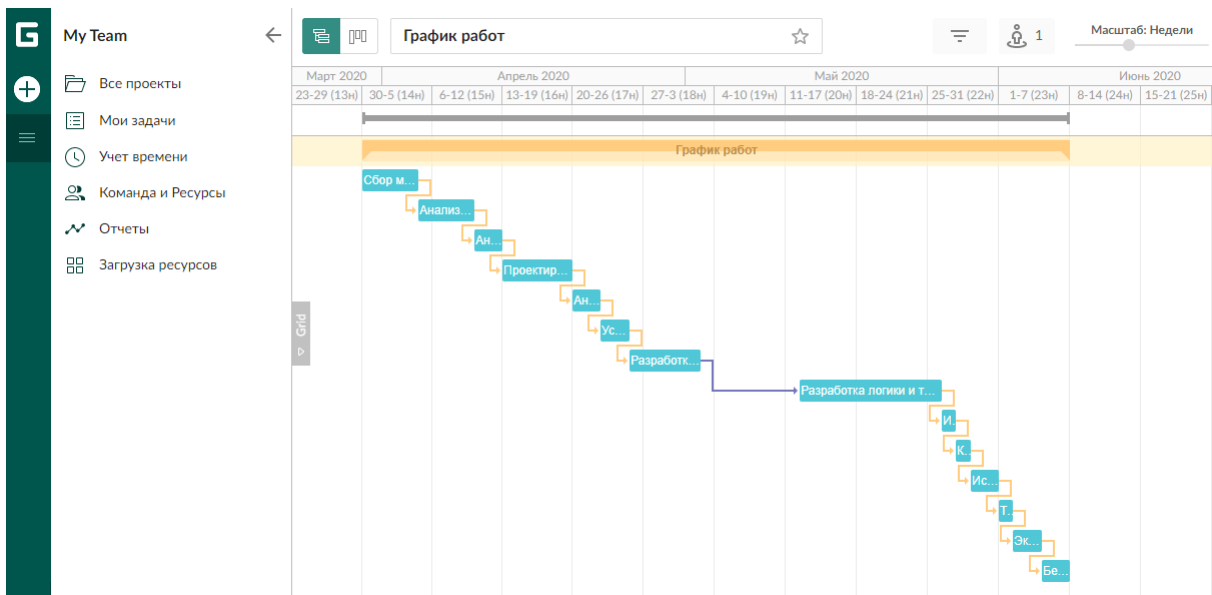 G
My Team
График работ
1
Масштаб: Недели
Все проекты
Мои задачи
Учет времени
Команда и Ресурсы
Отчеты
Загрузка ресурсов
Март 2020
Апрель 2020
Май 2020
Июнь 2020
23-29 (13н)
30-5 (14н)
6-12 (15н)
13-19 (16н)
20-26 (17н)
27-3 (18н)
4-10 (19н)
11-17 (20н)
18-24 (21н)
25-31 (22н)
1-7 (23н)
8-14 (24н)
15-21 (25н)
График работ
Сбор м...
Анализ...
Ан...
Проектир...
Ан...
Ус...
Grid
Разработк...
Разработка логики и т...
И...
К...
Ис...
Т...
Эк...
Бе...